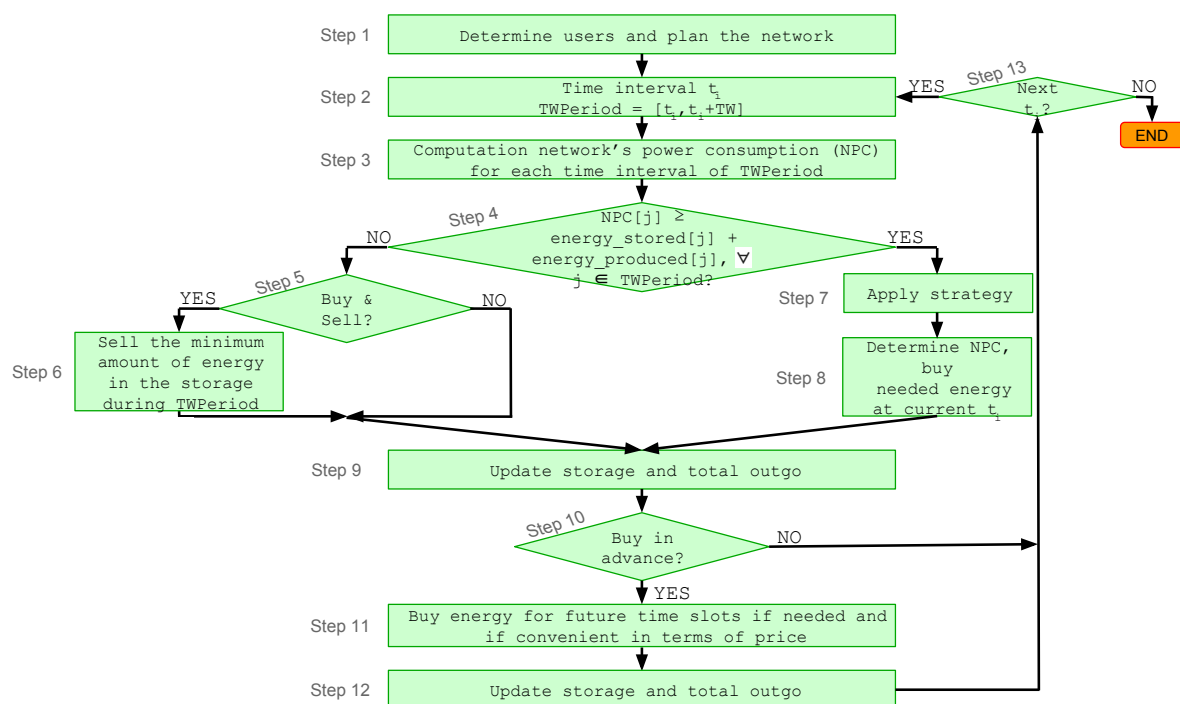 Step 1
Determine users and plan the network
Step 2
Time interval tᵢ
TWPeriod = [tᵢ,tᵢ+TW]
YES
Step 13
Next
tᵢ?
NO
END
Step 3
Computation network's power consumption (NPC)
for each time interval of TWPeriod
Step 4
NPC[j] ≥
energy_stored[j] +
energy_produced[j], ∀
j ∈ TWPeriod?
NO
YES
Step 5
Buy &
Sell?
YES
NO
Step 6
Sell the minimum
amount of energy
in the storage
during TWPeriod
Step 7
Apply strategy
Step 8
Determine NPC,
buy
needed energy
at current tᵢ
Step 9
Update storage and total outgo
Step 10
Buy in
advance?
NO
YES
Step 11
Buy energy for future time slots if needed and
if convenient in terms of price
Step 12
Update storage and total outgo